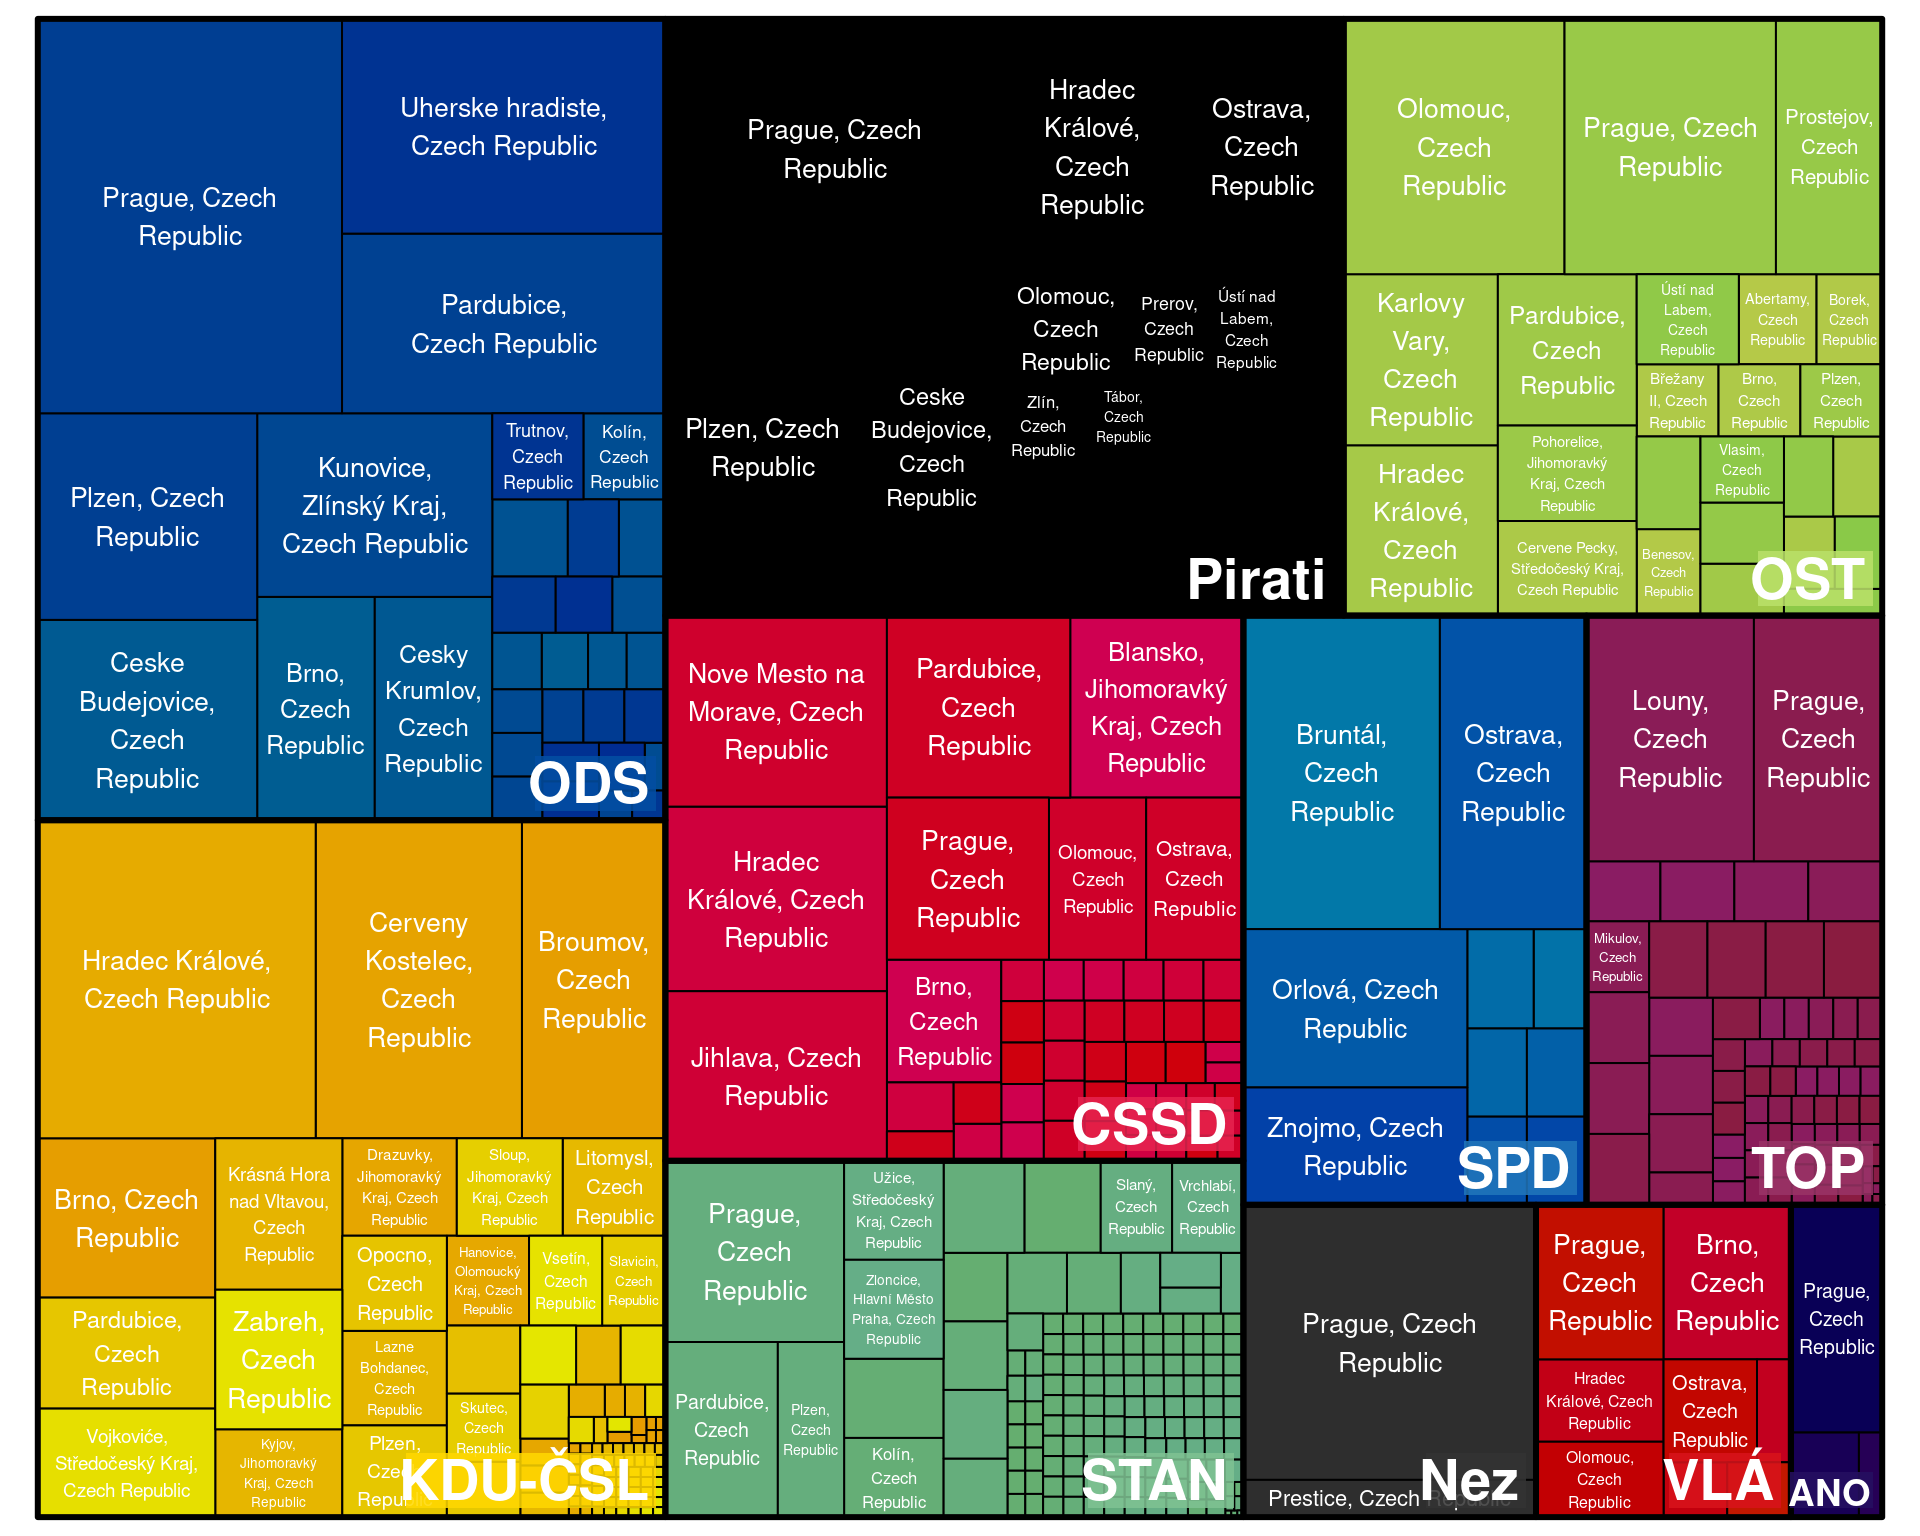 Prague, Czech
Republic
Uherske hradiste,
Czech Republic
Pardubice,
Czech Republic
Plzen, Czech
Republic
Kunovice,
Zlínský Kraj,
Czech Republic
Trutnov,
Czech
Republic
Kolín,
Czech
Republic
Ceske
Budejovice,
Czech
Republic
Brno,
Czech
Republic
Cesky
Krumlov,
Czech
Republic
ODS
Prague, Czech
Republic
Hradec
Králové,
Czech
Republic
Ostrava,
Czech
Republic
Plzen, Czech
Republic
Ceske
Budejovice,
Czech
Republic
Olomouc,
Czech
Republic
Prerov,
Czech
Republic
Ústí nad
Labem,
Czech
Republic
Zlín,
Czech
Republic
Tábor,
Czech
Republic
Pirati
Olomouc,
Czech
Republic
Prague, Czech
Republic
Prostejov,
Czech
Republic
Karlovy
Vary,
Czech
Republic
Pardubice,
Czech
Republic
Ústí nad
Labem,
Czech
Republic
Abertamy,
Czech
Republic
Borek,
Czech
Republic
Břežany
II, Czech
Republic
Brno,
Czech
Republic
Plzen,
Czech
Republic
Hradec
Králové,
Czech
Republic
Pohorelice,
Jihomoravký
Kraj, Czech
Republic
Vlasim,
Czech
Republic
Cervene Pecky,
Středočeský Kraj,
Czech Republic
Benesov,
Czech
Republic
OST
Hradec Králové,
Czech Republic
Cerveny
Kostelec,
Czech
Republic
Broumov,
Czech
Republic
Brno, Czech
Republic
Krásná Hora
nad Vltavou,
Czech
Republic
Drazuvky,
Jihomoravký
Kraj, Czech
Republic
Sloup,
Jihomoravký
Kraj, Czech
Republic
Litomysl,
Czech
Republic
Pardubice,
Czech
Republic
Zabreh,
Czech
Republic
Opocno,
Czech
Republic
Hanovice,
Olomoucký
Kraj, Czech
Republic
Vsetín,
Czech
Republic
Slavicin,
Czech
Republic
Lazne
Bohdanec,
Czech
Republic
Vojkoviće,
Středočeský Kraj,
Czech Republic
Kyjov,
Jihomoravký
Kraj, Czech
Republic
Plzen,
Czech
Republic
Skutec,
Czech
Republic
KDU-ČSL
Nove Mesto na
Morave, Czech
Republic
Pardubice,
Czech
Republic
Blansko,
Jihomoravký
Kraj, Czech
Republic
Hradec
Králové, Czech
Republic
Prague,
Czech
Republic
Olomouc,
Czech
Republic
Ostrava,
Czech
Republic
Jihlava, Czech
Republic
Brno,
Czech
Republic
CSSD
Prague,
Czech
Republic
Užice,
Středočeský
Kraj, Czech
Republic
Slaný,
Czech
Republic
Vrchlabí,
Czech
Republic
Zloncice,
Hlavní Město
Praha, Czech
Republic
Pardubice,
Czech
Republic
Plzen,
Czech
Republic
Kolín,
Czech
Republic
STAN
Bruntál,
Czech
Republic
Ostrava,
Czech
Republic
Orlová, Czech
Republic
Znojmo, Czech
Republic
SPD
Louny,
Czech
Republic
Prague,
Czech
Republic
Mikulov,
Czech
Republic
TOP
Prague, Czech
Republic
Prestice, Czech Republic
Nez
Prague,
Czech
Republic
Brno,
Czech
Republic
Hradec
Králové, Czech
Republic
Ostrava,
Czech
Republic
Olomouc,
Czech
Republic
VLÁ
Prague,
Czech
Republic
ANO